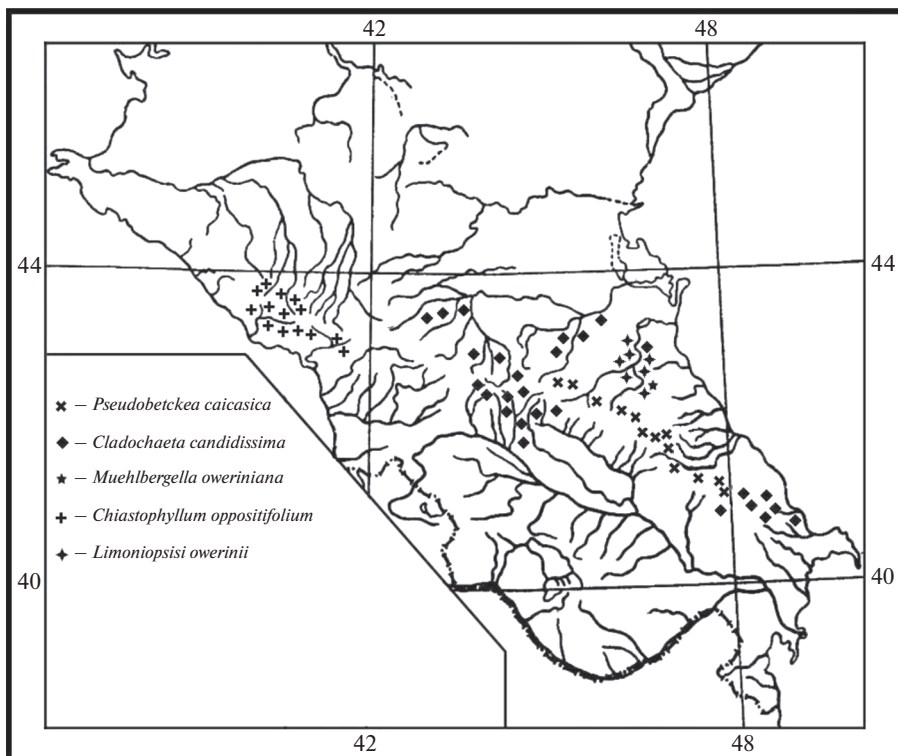 42 48
44 44
× – Pseudobetckea caicasica
◆ – Cladochaeta candidissima
★ – Muehlbergella oweriniana
+ – Chiastophyllum oppositifolium
✦ – Limoniopsisi owerinii
40 40
42 48